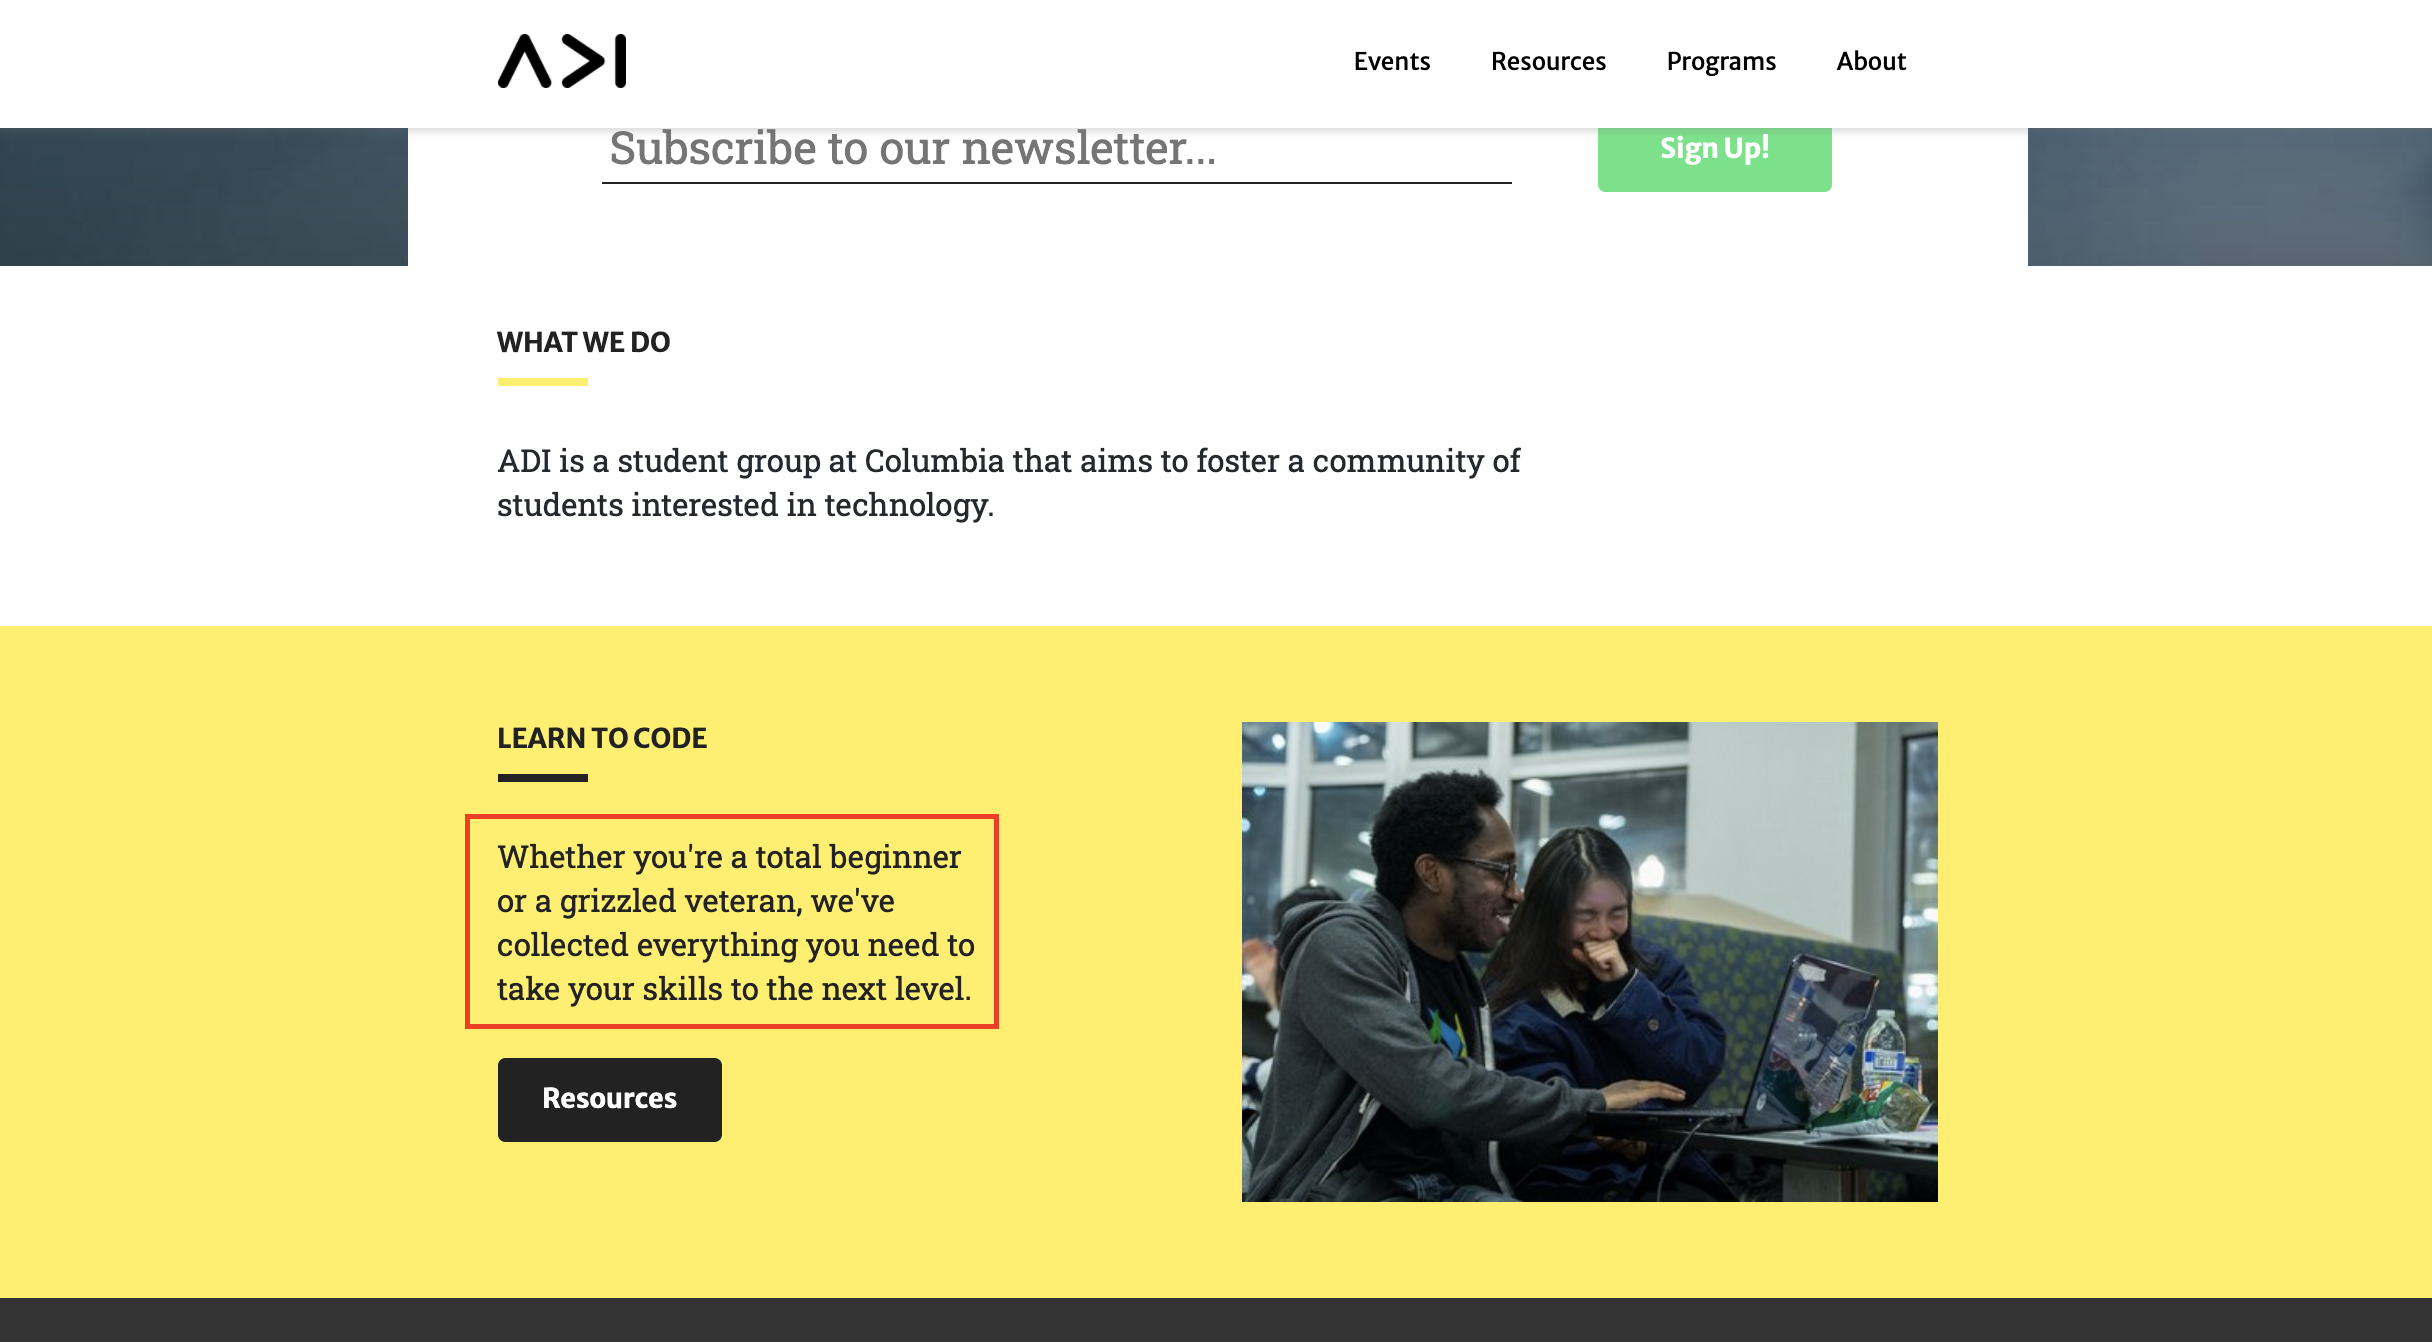 ADI
Events
Resources
Programs
About
Subscribe to our newsletter...
Sign Up!
WHAT WE DO
ADI is a student group at Columbia that aims to foster a community of
students interested in technology.
LEARN TO CODE
Whether you're a total beginner
or a grizzled veteran, we've
collected everything you need to
take your skills to the next level.
Resources